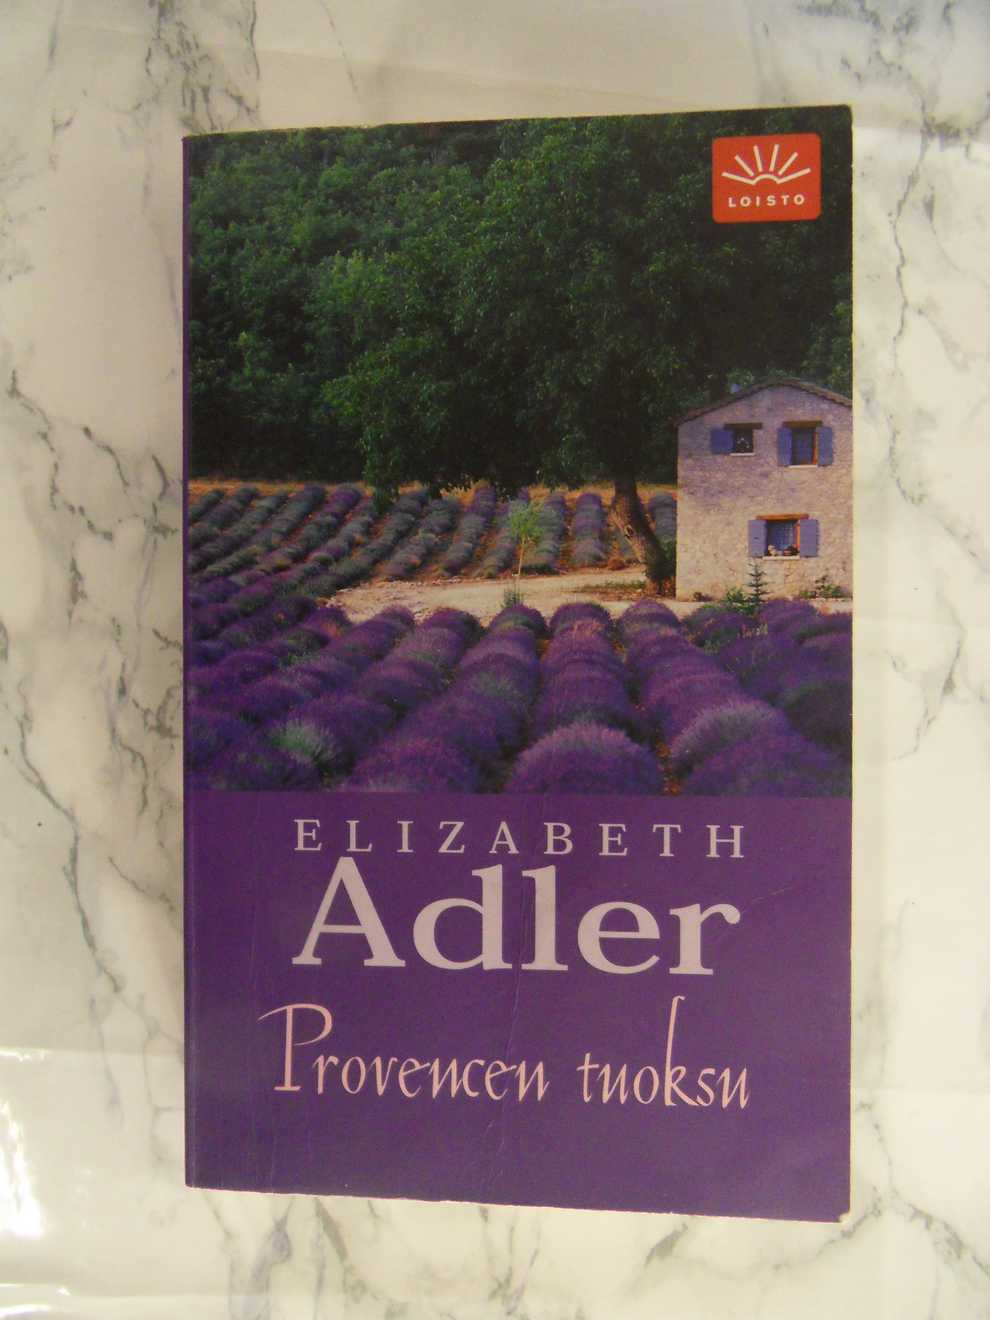 LOISTO
ELIZABETH
Adler
Provencen tuoksu